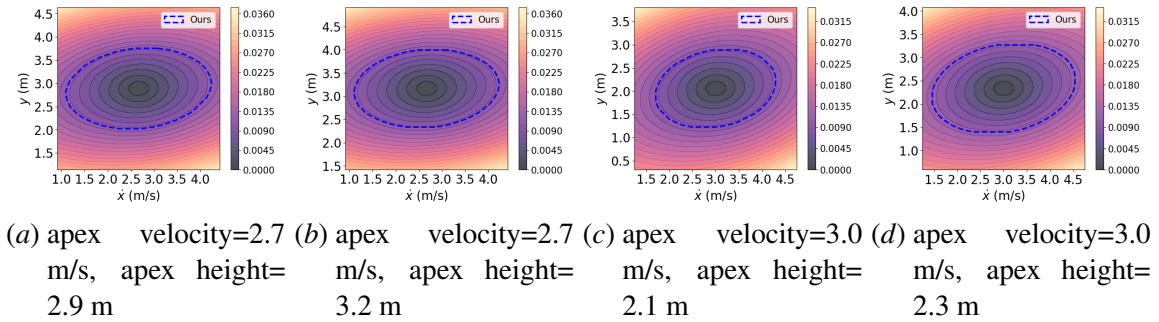 Ours
4.5
4.0
3.5
3.0
2.5
2.0
1.5
y (m)
1.0 1.5 2.0 2.5 3.0 3.5 4.0
ẋ (m/s)
0.0360
0.0315
0.0270
0.0225
0.0180
0.0135
0.0090
0.0045
0.0000
Ours
4.5
4.0
3.5
3.0
2.5
2.0
1.5
y (m)
1.0 1.5 2.0 2.5 3.0 3.5 4.0
ẋ (m/s)
0.0360
0.0315
0.0270
0.0225
0.0180
0.0135
0.0090
0.0045
0.0000
Ours
3.5
3.0
2.5
2.0
1.5
1.0
0.5
y (m)
1.5 2.0 2.5 3.0 3.5 4.0 4.5
ẋ (m/s)
0.0315
0.0270
0.0225
0.0180
0.0135
0.0090
0.0045
0.0000
Ours
4.0
3.5
3.0
2.5
2.0
1.5
1.0
y (m)
1.5 2.0 2.5 3.0 3.5 4.0 4.5
ẋ (m/s)
0.0315
0.0270
0.0225
0.0180
0.0135
0.0090
0.0045
0.0000
(a) apex velocity=2.7
m/s, apex height=
2.9 m
(b) apex velocity=2.7
m/s, apex height=
3.2 m
(c) apex velocity=3.0
m/s, apex height=
2.1 m
(d) apex velocity=3.0
m/s, apex height=
2.3 m